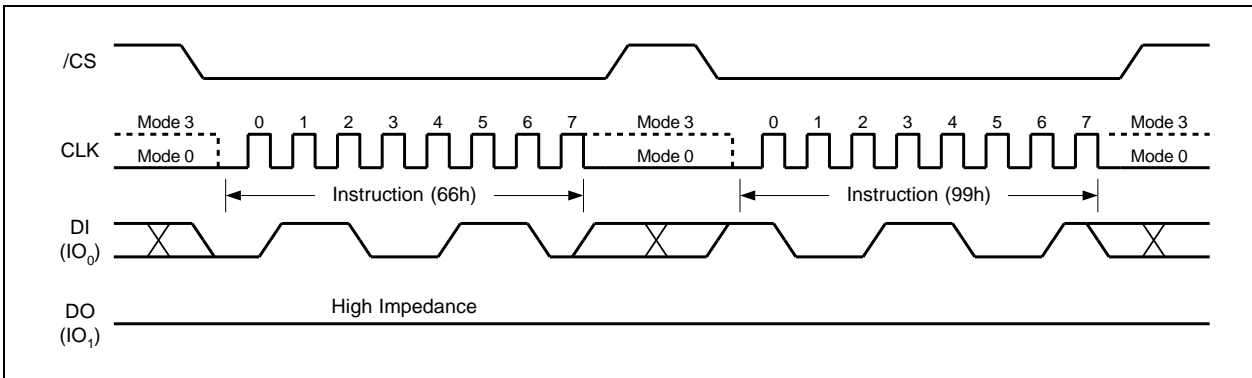 /CS
Mode 3 0 1 2 3 4 5 6 7 Mode 3 0 1 2 3 4 5 6 7 Mode 3
CLK
Mode 0 Mode 0 Mode 0
Instruction (66h) Instruction (99h)
DI
(IO₀)
High Impedance
DO
(IO₁)